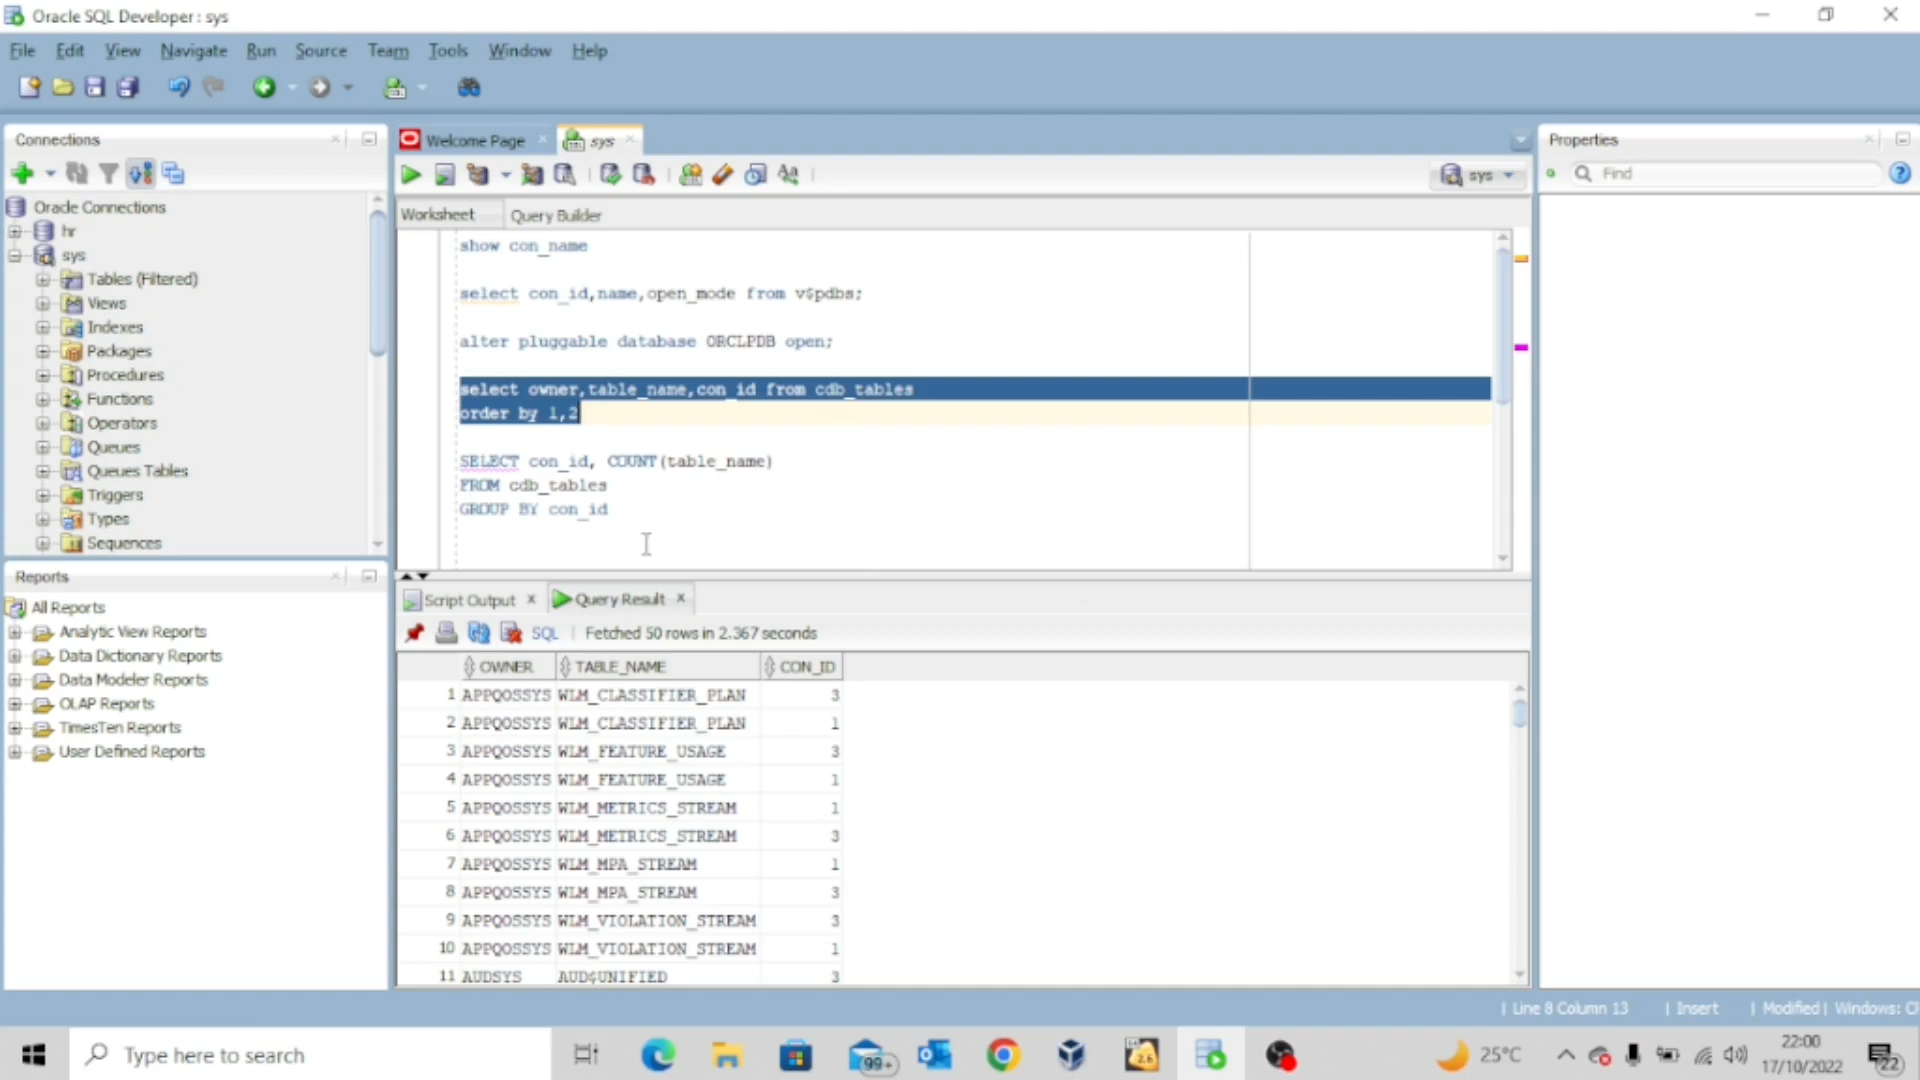 Oracle SQL Developer : sys
File Edit View Navigate Run Source Team Tools Window Help
Connections
Oracle Connections
hr
sys
Tables (Filtered)
Views
Indexes
Packages
Procedures
Functions
Operators
Queues
Queues Tables
Triggers
Types
Sequences
Reports
All Reports
Analytic View Reports
Data Dictionary Reports
Data Modeler Reports
OLAP Reports
TimesTen Reports
User Defined Reports
Welcome Page sys
sys
Worksheet Query Builder
show con_name
select con_id,name,open_mode from v$pdbs;
alter pluggable database ORCLPDB open;
select owner,table_name,con_id from cdb_tables
order by 1,2
SELECT con_id, COUNT(table_name)
FROM cdb_tables
GROUP BY con_id
Script Output Query Result
SQL Fetched 50 rows in 2.367 seconds
OWNER TABLE_NAME CON_ID
1 APPQOSSYS WLM_CLASSIFIER_PLAN 3
2 APPQOSSYS WLM_CLASSIFIER_PLAN 1
3 APPQOSSYS WLM_FEATURE_USAGE 3
4 APPQOSSYS WLM_FEATURE_USAGE 1
5 APPQOSSYS WLM_METRICS_STREAM 1
6 APPQOSSYS WLM_METRICS_STREAM 3
7 APPQOSSYS WLM_MPA_STREAM 1
8 APPQOSSYS WLM_MPA_STREAM 3
9 APPQOSSYS WLM_VIOLATION_STREAM 3
10 APPQOSSYS WLM_VIOLATION_STREAM 1
11 AUDSYS AUD$UNIFIED 3
Properties
Find
Line 8 Column 13 | Insert | Modified | Windows: C
Type here to search
99+
2.6
25°C
22:00
17/10/2022
22